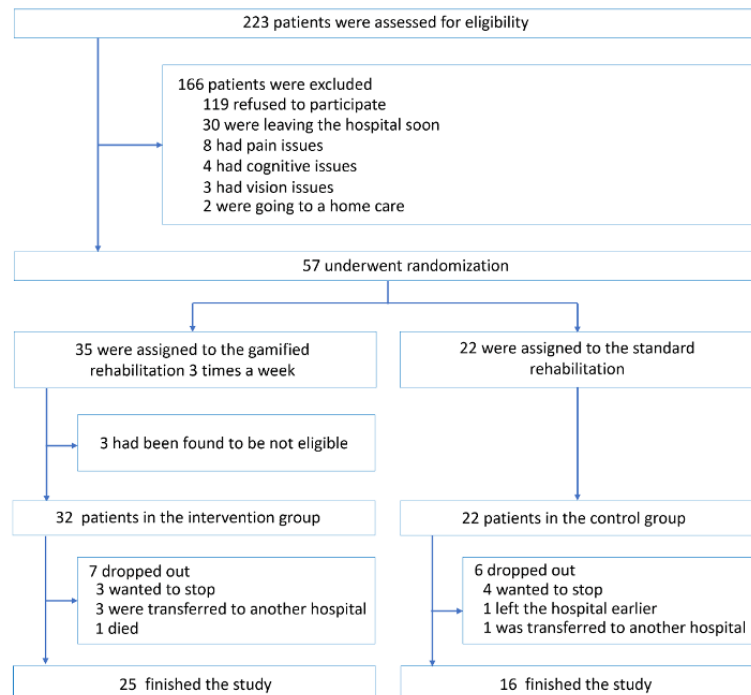 223 patients were assessed for eligibility
166 patients were excluded
119 refused to participate
30 were leaving the hospital soon
8 had pain issues
4 had cognitive issues
3 had vision issues
2 were going to a home care
57 underwent randomization
35 were assigned to the gamified
rehabilitation 3 times a week
22 were assigned to the standard
rehabilitation
3 had been found to be not eligible
32 patients in the intervention group
22 patients in the control group
7 dropped out
3 wanted to stop
3 were transferred to another hospital
1 died
6 dropped out
4 wanted to stop
1 left the hospital earlier
1 was transferred to another hospital
25 finished the study
16 finished the study